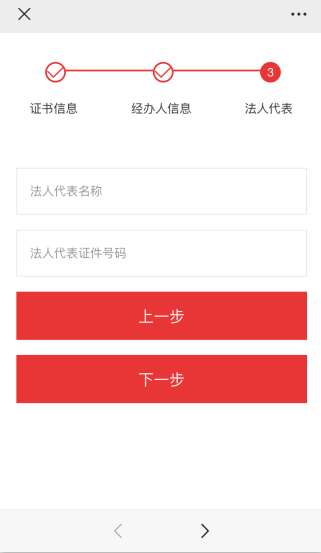 3
证书信息
经办人信息
法人代表
法人代表名称
法人代表证件号码
上一步
下一步